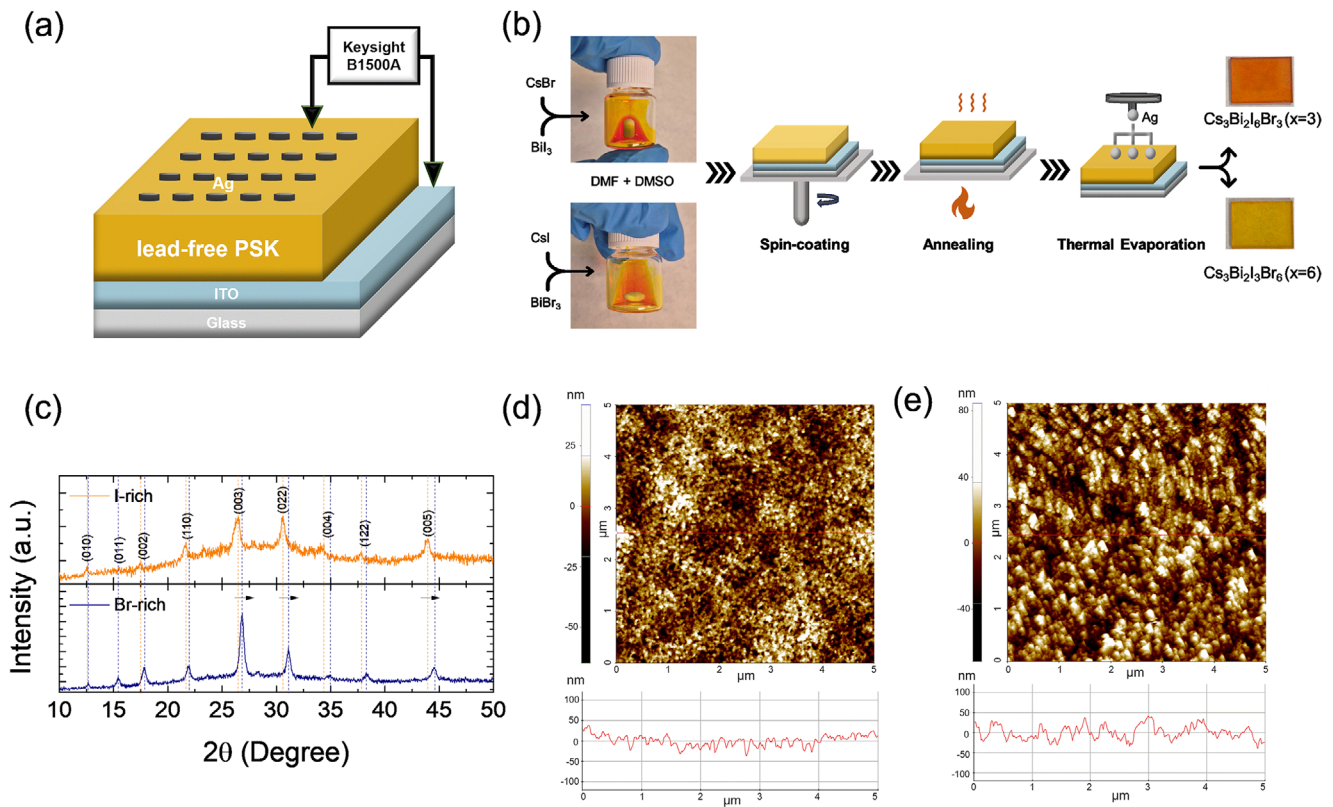 (a)
Keysight
B1500A
Ag
lead-free PSK
ITO
Glass
(b)
CsBr
BiI₃
DMF + DMSO
CsI
BiBr₃
Spin-coating
Annealing
Ag
Thermal Evaporation
Cs₃Bi₂I₆Br₃(x=3)
Cs₃Bi₂I₃Br₆(x=6)
(c)
Intensity (a.u.)
I-rich
(010)
(011)
(002)
(110)
(003)
(022)
(004)
(122)
(005)
Br-rich
10 15 20 25 30 35 40 45 50
2θ (Degree)
(d)
nm
25
0
-25
-50
5
4
3
μm
2
1
0
0 1 2 3 4 5
μm
nm
100
50
0
-50
-100
0 1 2 3 4 5
μm
(e)
nm
80
40
0
-40
5
4
3
μm
2
1
0
0 1 2 3 4 5
μm
nm
100
50
0
-50
-100
0 1 2 3 4 5
μm